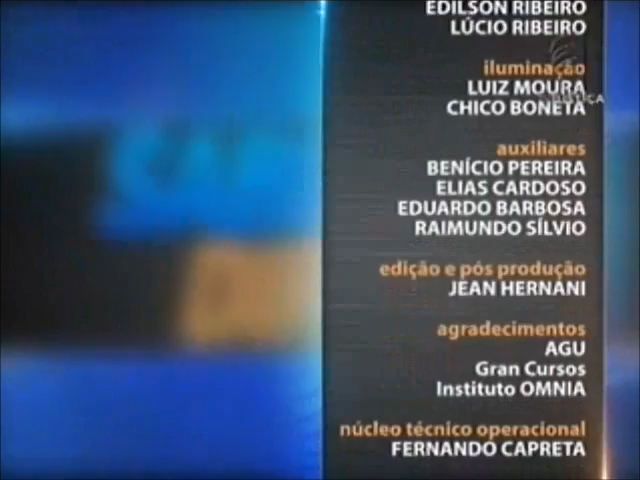 EDILSON RIBEIRO
LÚCIO RIBEIRO
iluminação
LUIZ MOURA
CHICO BONETA
auxiliares
BENÍCIO PEREIRA
ELIAS CARDOSO
EDUARDO BARBOSA
RAIMUNDO SÍLVIO
edição e pós produção
JEAN HERNANI
agradecimentos
AGU
Gran Cursos
Instituto OMNIA
núcleo técnico operacional
FERNANDO CAPRETA